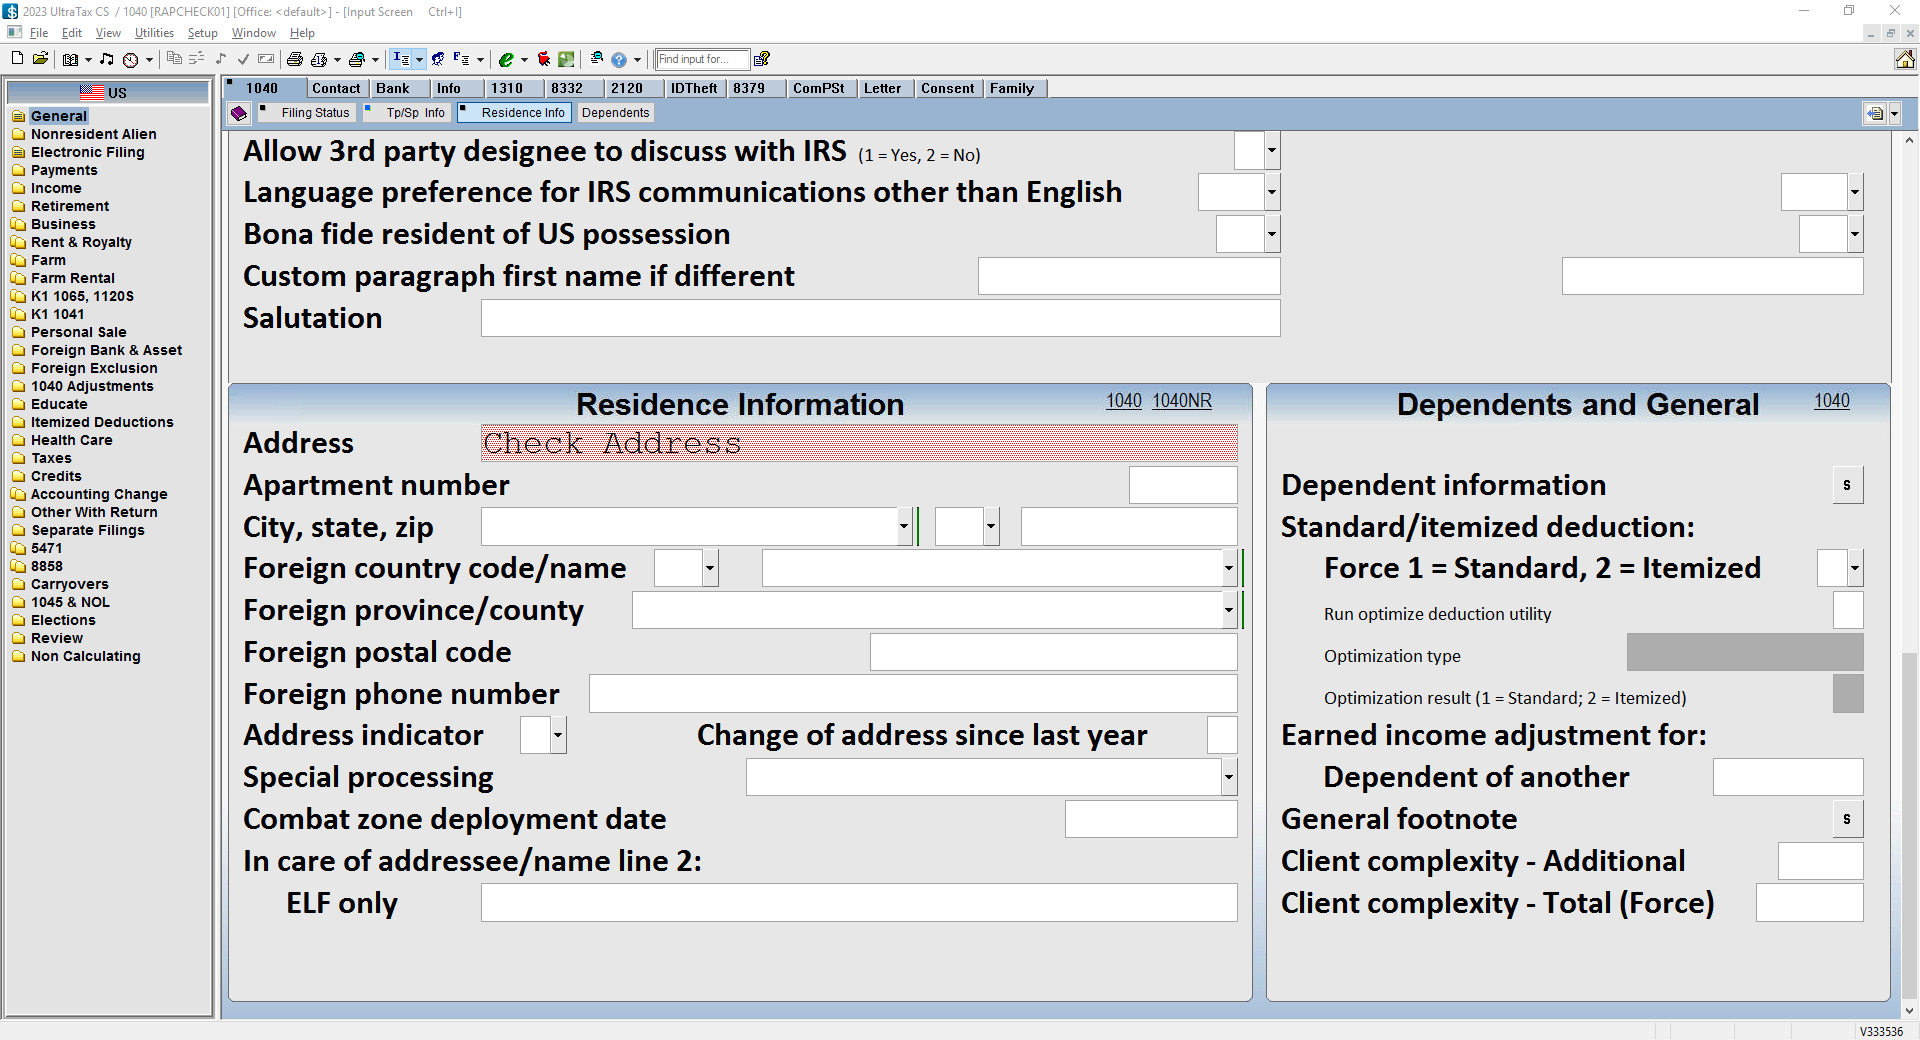 2023 UltraTax CS / 1040 [RAPCHECK01] [Office: <default>] - [Input Screen Ctrl+I]
File Edit View Utilities Setup Window Help
Find input for...
US
General
Nonresident Alien
Electronic Filing
Payments
Income
Retirement
Business
Rent & Royalty
Farm
Farm Rental
K1 1065, 1120S
K1 1041
Personal Sale
Foreign Bank & Asset
Foreign Exclusion
1040 Adjustments
Educate
Itemized Deductions
Health Care
Taxes
Credits
Accounting Change
Other With Return
Separate Filings
5471
8858
Carryovers
1045 & NOL
Elections
Review
Non Calculating
1040 Contact Bank Info 1310 8332 2120 IDTheft 8379 ComPSt Letter Consent Family
Filing Status Tp/Sp Info Residence Info Dependents
Allow 3rd party designee to discuss with IRS (1 = Yes, 2 = No)
Language preference for IRS communications other than English
Bona fide resident of US possession
Custom paragraph first name if different
Salutation
Residence Information 1040 1040NR
Address Check Address
Apartment number
City, state, zip
Foreign country code/name
Foreign province/county
Foreign postal code
Foreign phone number
Address indicator Change of address since last year
Special processing
Combat zone deployment date
In care of addressee/name line 2:
ELF only
Dependents and General 1040
Dependent information S
Standard/itemized deduction:
Force 1 = Standard, 2 = Itemized
Run optimize deduction utility
Optimization type
Optimization result (1 = Standard; 2 = Itemized)
Earned income adjustment for:
Dependent of another
General footnote S
Client complexity - Additional
Client complexity - Total (Force)
V333536